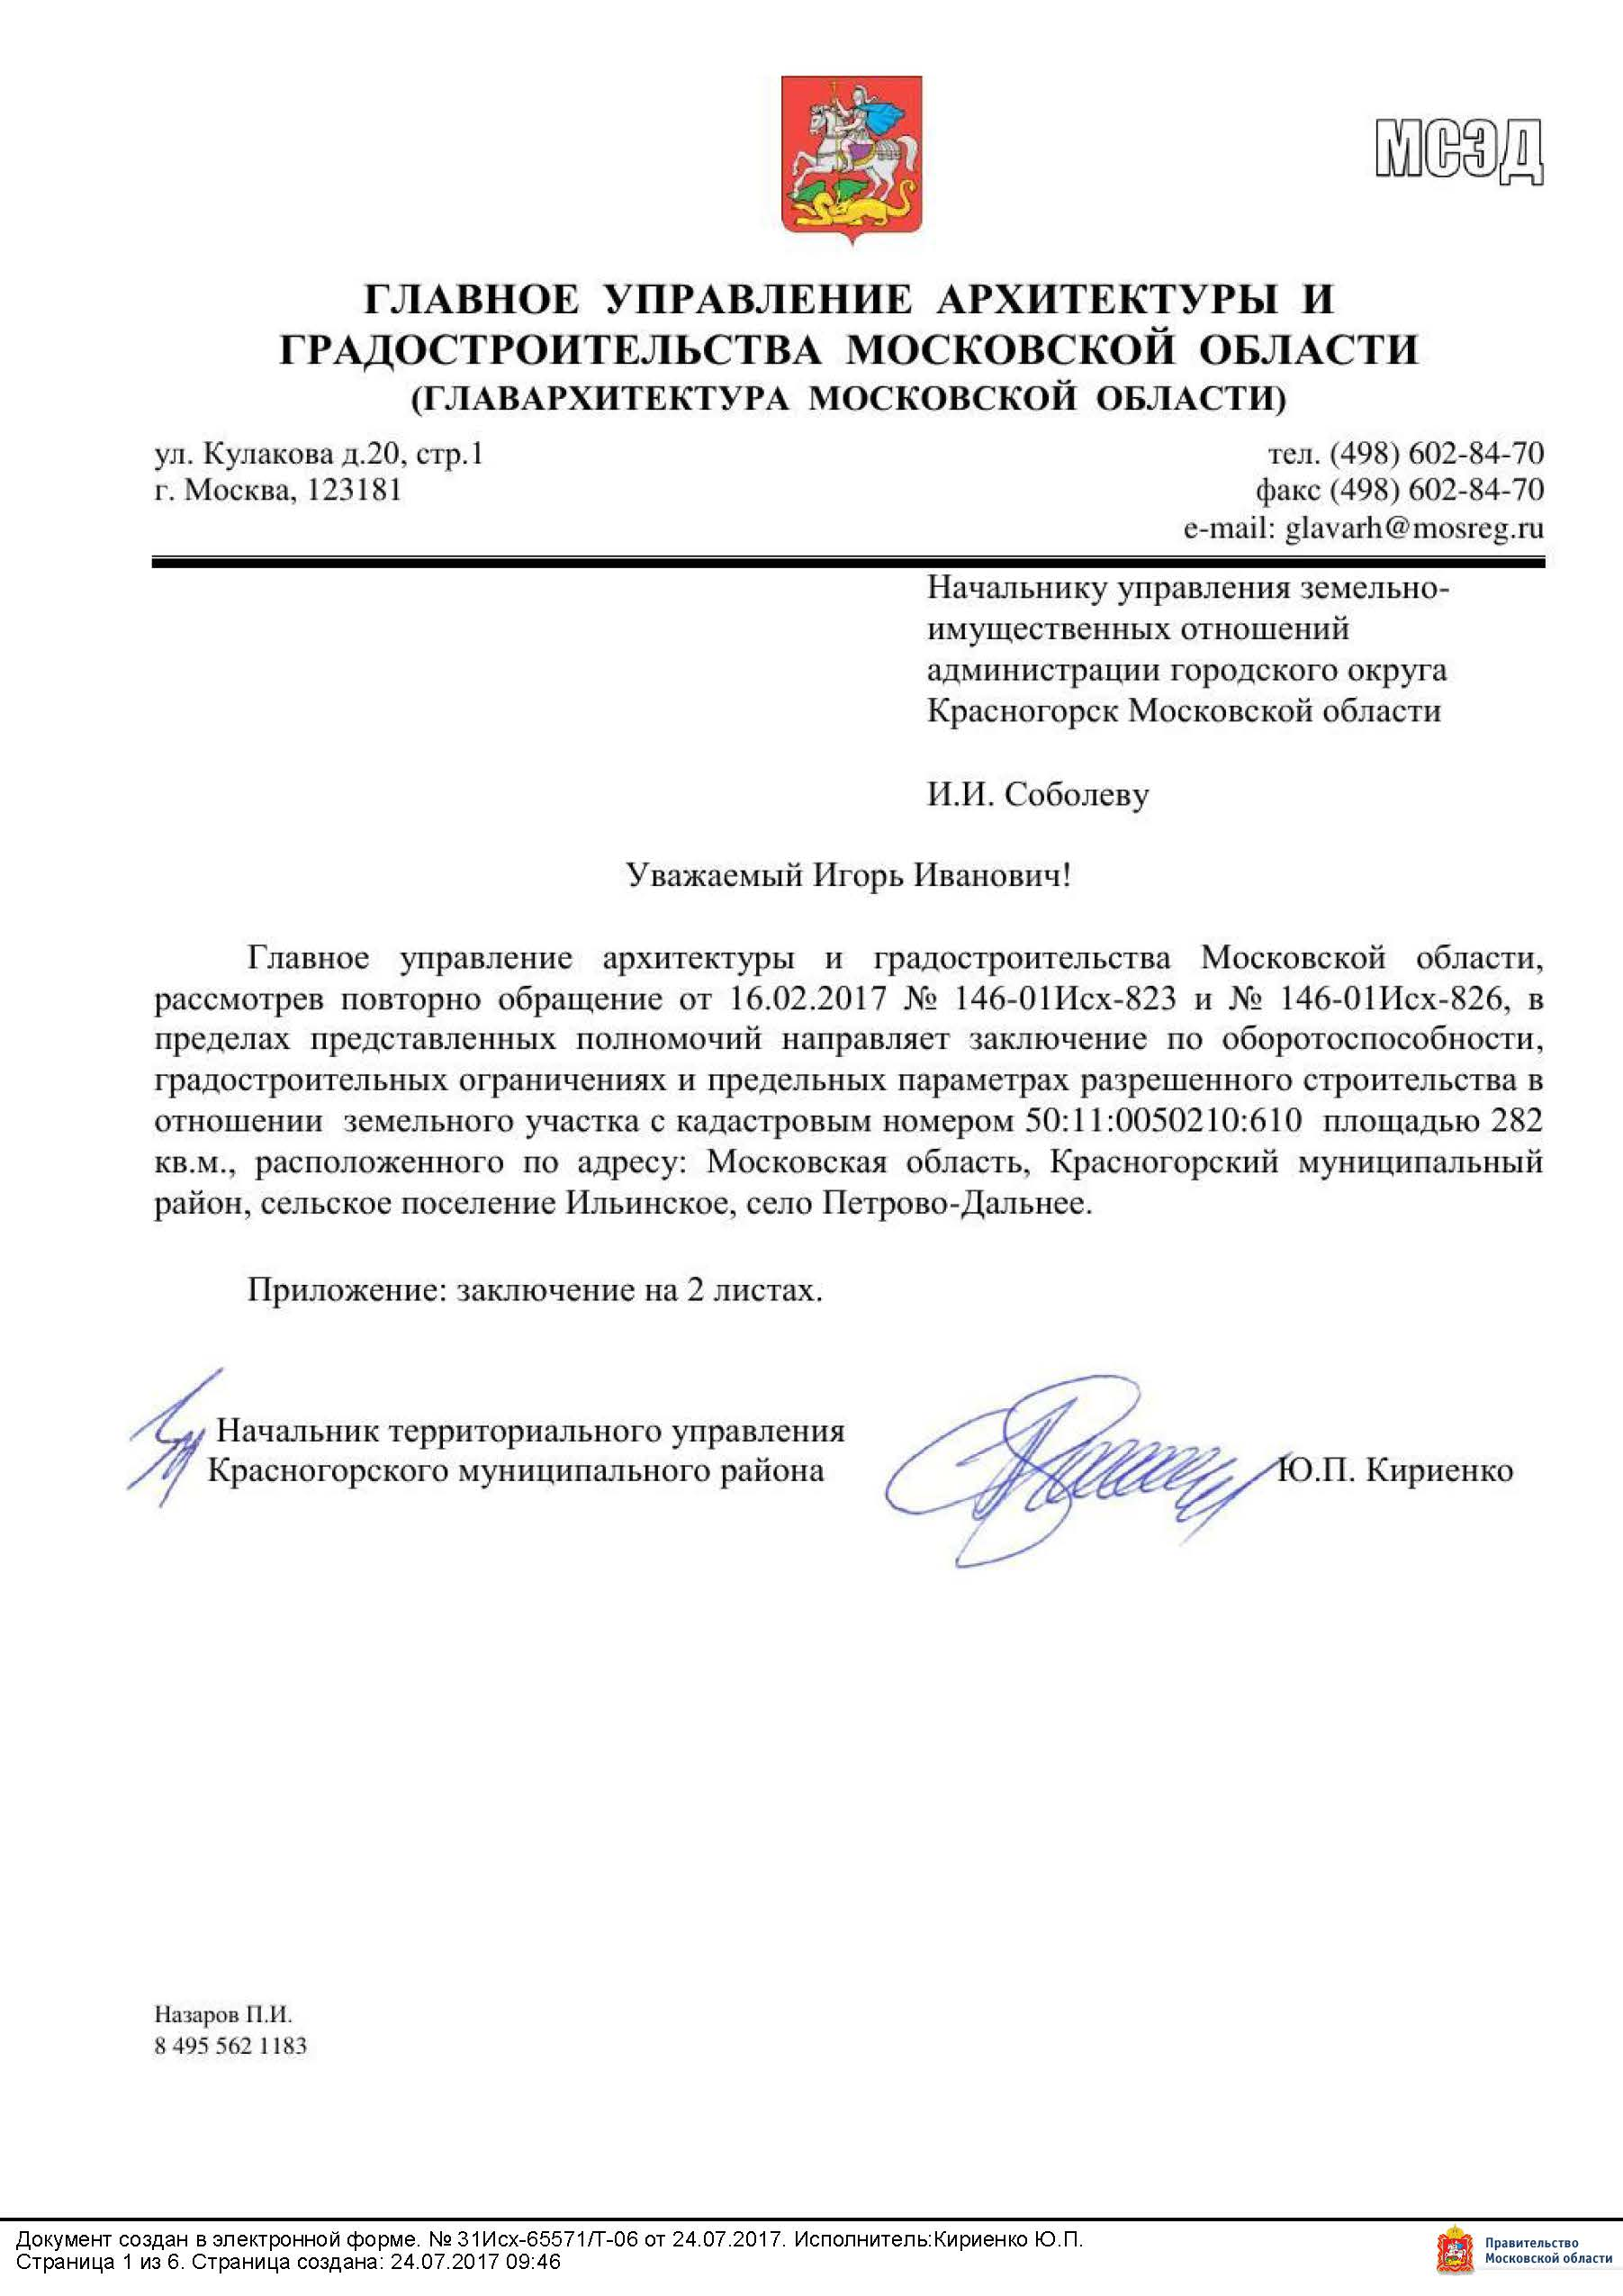 МСЭД
ГЛАВНОЕ УПРАВЛЕНИЕ АРХИТЕКТУРЫ И
ГРАДОСТРОИТЕЛЬСТВА МОСКОВСКОЙ ОБЛАСТИ
(ГЛАВАРХИТЕКТУРА МОСКОВСКОЙ ОБЛАСТИ)
ул. Кулакова д.20, стр.1
г. Москва, 123181
тел. (498) 602-84-70
факс (498) 602-84-70
e-mail: glavarh@mosreg.ru
Начальнику управления земельно-
имущественных отношений
администрации городского округа
Красногорск Московской области
И.И. Соболеву
Уважаемый Игорь Иванович!
Главное управление архитектуры и градостроительства Московской области,
рассмотрев повторно обращение от 16.02.2017 № 146-01Исх-823 и № 146-01Исх-826, в
пределах представленных полномочий направляет заключение по оборотоспособности,
градостроительных ограничениях и предельных параметрах разрешенного строительства в
отношении земельного участка с кадастровым номером 50:11:0050210:610 площадью 282
кв.м., расположенного по адресу: Московская область, Красногорский муниципальный
район, сельское поселение Ильинское, село Петрово-Дальнее.
Приложение: заключение на 2 листах.
Начальник территориального управления
Красногорского муниципального района
Ю.П. Кириенко
Назаров П.И.
8 495 562 1183
Документ создан в электронной форме. № 31Исх-65571/Т-06 от 24.07.2017. Исполнитель:Кириенко Ю.П.
Страница 1 из 6. Страница создана: 24.07.2017 09:46
Правительство
Московской области